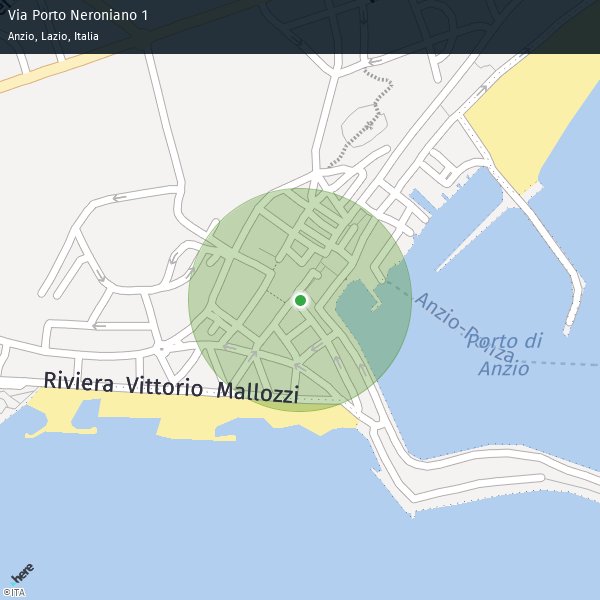 Via Porto Neroniano 1
Anzio, Lazio, Italia
Anzio-Ponza
Porto di
Anzio
Riviera Vittorio Mallozzi
here
©ITA